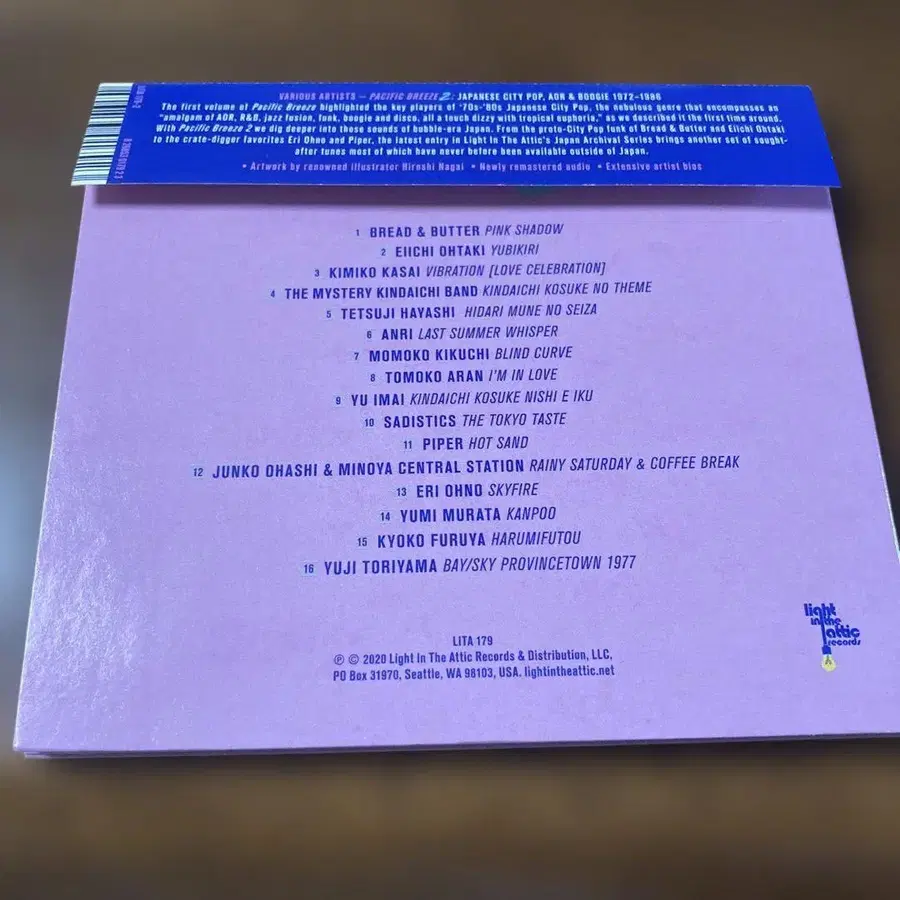 VARIOUS ARTISTS – PACIFIC BREEZE 2: JAPANESE CITY POP, AOR & BOOGIE 1972–1986
The first volume of Pacific Breeze highlighted the key players of '70s-'80s Japanese City Pop, the nebulous genre that encompasses an
"amalgam of AOR, R&B, jazz fusion, funk, boogie and disco, all a touch dizzy with tropical euphoria," as we described it the first time around.
With Pacific Breeze 2 we dig deeper into those sounds of bubble-era Japan. From the proto-City Pop funk of Bread & Butter and Eiichi Ohtaki
to the crate-digger favorites Eri Ohno and Piper, the latest entry in Light In The Attic's Japan Archival Series brings another set of sought-
after tunes most of which have never before been available outside of Japan.
• Artwork by renowned illustrator Hiroshi Nagai • Newly remastered audio • Extensive artist bios
1 BREAD & BUTTER PINK SHADOW
2 EIICHI OHTAKI YUBIKIRI
3 KIMIKO KASAI VIBRATION [LOVE CELEBRATION]
4 THE MYSTERY KINDAICHI BAND KINDAICHI KOSUKE NO THEME
5 TETSUJI HAYASHI HIDARI MUNE NO SEIZA
6 ANRI LAST SUMMER WHISPER
7 MOMOKO KIKUCHI BLIND CURVE
8 TOMOKO ARAN I'M IN LOVE
9 YU IMAI KINDAICHI KOSUKE NISHI E IKU
10 SADISTICS THE TOKYO TASTE
11 PIPER HOT SAND
12 JUNKO OHASHI & MINOYA CENTRAL STATION RAINY SATURDAY & COFFEE BREAK
13 ERI OHNO SKYFIRE
14 YUMI MURATA KANPOO
15 KYOKO FURUYA HARUMIFUTOU
16 YUJI TORIYAMA BAY/SKY PROVINCETOWN 1977
light
in the
attic
records
LITA 179
℗ © 2020 Light In The Attic Records & Distribution, LLC,
PO Box 31970, Seattle, WA 98103, USA. lightintheattic.net